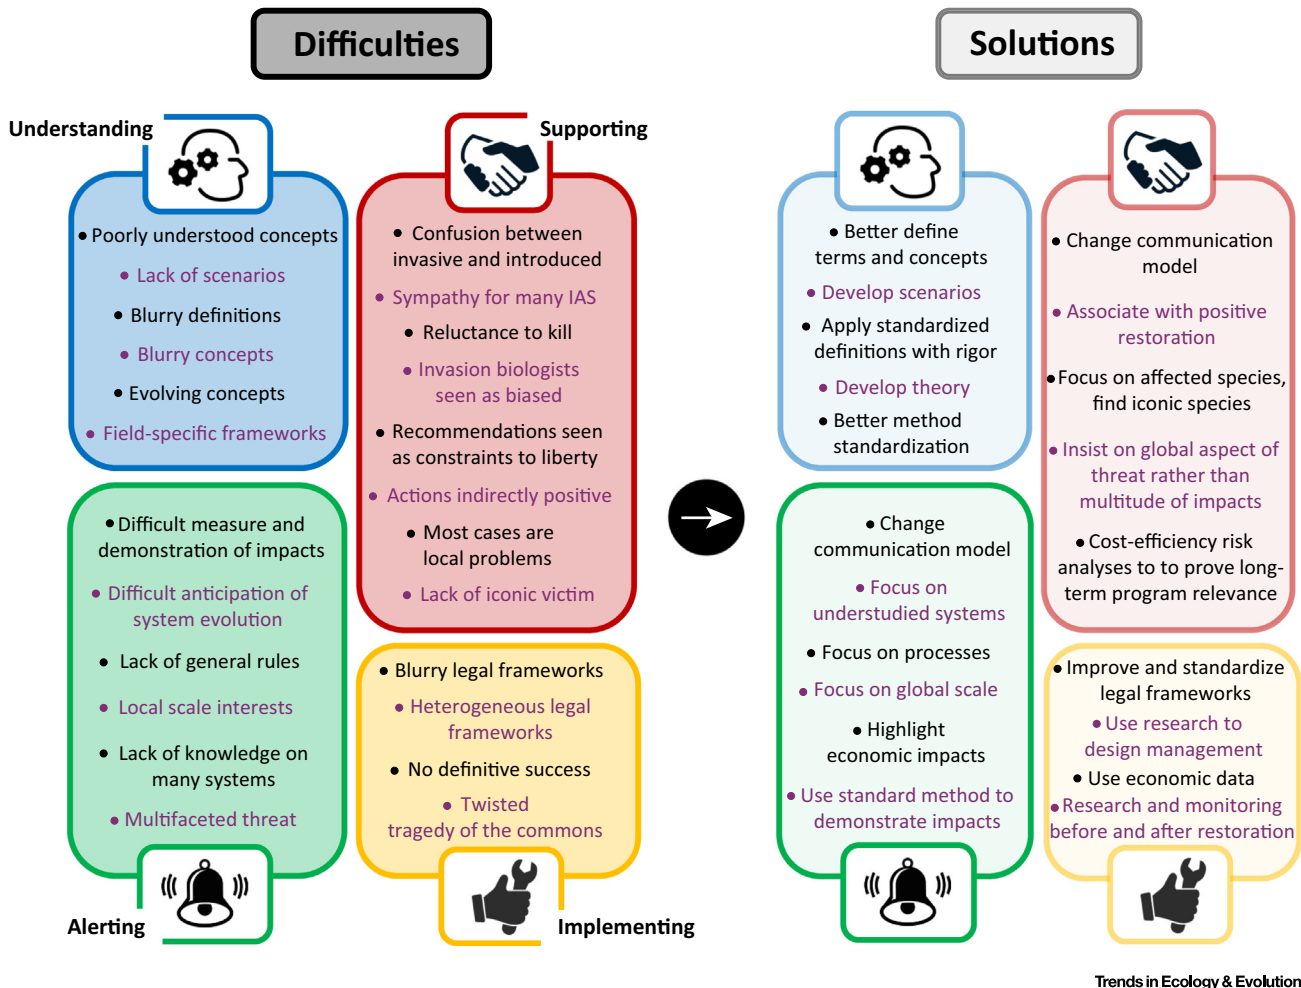 Difficulties
Understanding
• Poorly understood concepts
• Lack of scenarios
• Blurry definitions
• Blurry concepts
• Evolving concepts
• Field-specific frameworks
Supporting
• Confusion between
invasive and introduced
• Sympathy for many IAS
• Reluctance to kill
• Invasion biologists
seen as biased
• Recommendations seen
as constraints to liberty
• Actions indirectly positive
• Most cases are
local problems
• Lack of iconic victim
• Difficult measure and
demonstration of impacts
• Difficult anticipation of
system evolution
• Lack of general rules
• Local scale interests
• Lack of knowledge on
many systems
• Multifaceted threat
Alerting
• Blurry legal frameworks
• Heterogeneous legal
frameworks
• No definitive success
• Twisted
tragedy of the commons
Implementing
Solutions
• Better define
terms and concepts
• Develop scenarios
• Apply standardized
definitions with rigor
• Develop theory
• Better method
standardization
• Change communication
model
• Associate with positive
restoration
• Focus on affected species,
find iconic species
• Insist on global aspect of
threat rather than
multitude of impacts
• Cost-efficiency risk
analyses to to prove long-
term program relevance
• Change
communication model
• Focus on
understudied systems
• Focus on processes
• Focus on global scale
• Highlight
economic impacts
• Use standard method to
demonstrate impacts
• Improve and standardize
legal frameworks
• Use research to
design management
• Use economic data
• Research and monitoring
before and after restoration
Trends in Ecology & Evolution